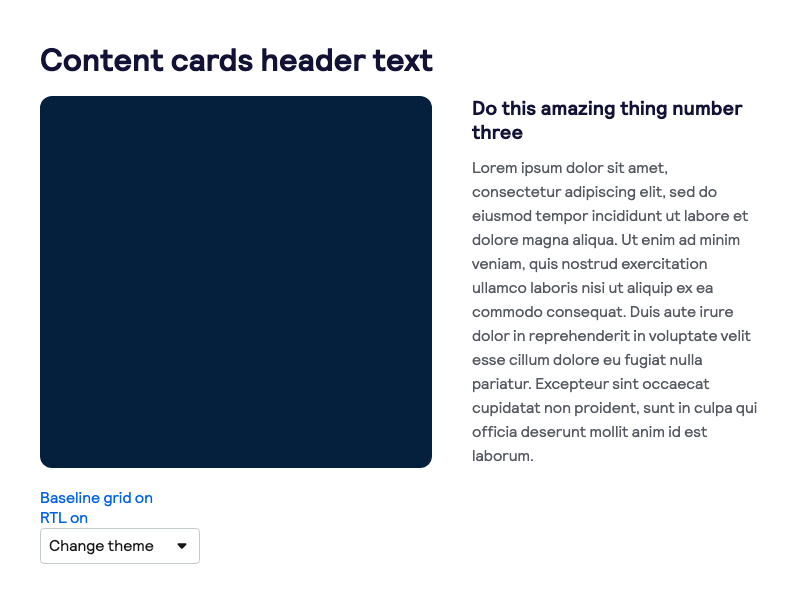 Content cards header text
Do this amazing thing number
three
Lorem ipsum dolor sit amet,
consectetur adipiscing elit, sed do
eiusmod tempor incididunt ut labore et
dolore magna aliqua. Ut enim ad minim
veniam, quis nostrud exercitation
ullamco laboris nisi ut aliquip ex ea
commodo consequat. Duis aute irure
dolor in reprehenderit in voluptate velit
esse cillum dolore eu fugiat nulla
pariatur. Excepteur sint occaecat
cupidatat non proident, sunt in culpa qui
officia deserunt mollit anim id est
laborum.
Baseline grid on
RTL on
Change theme